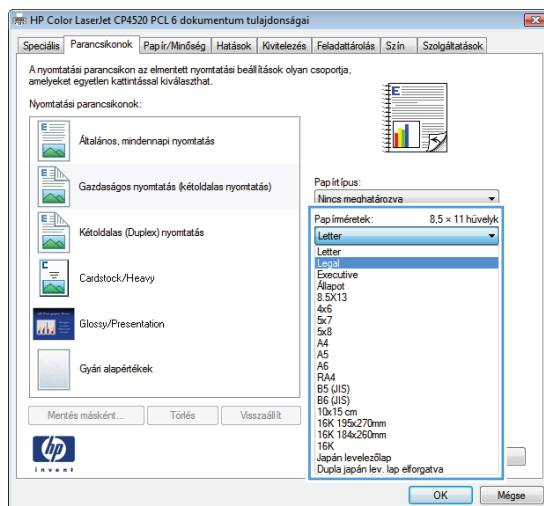 HP Color LaserJet CP4520 PCL 6 dokumentum tulajdonságai
Speciális
Parancsikonok
Papír/Minőség
Hatások
Kivitelezés
Feladattárolás
Szín
Szolgáltatások
A nyomtatási parancsikon az elmentett nyomtatási beállítások olyan csoportja,
amelyeket egyetlen kattintással kiválaszthat.
Nyomtatási parancsikonok:
E
Általános, mindennapi nyomtatás
E
Gazdaságos nyomtatás (kétoldalas nyomtatás)
E
Kétoldalas (Duplex) nyomtatás
C
Cardstock/Heavy
Glossy/Presentation
Gyári alapértékek
E
Papírtípus:
Nincs meghatározva
Papírméretek: 8,5 × 11 hüvelyk
Letter
Letter
Legal
Executive
Állapot
8.5X13
4x6
5x7
5x8
A4
A5
A6
RA4
B5 (JIS)
B6 (JIS)
10x15 cm
16K 195x270mm
16K 184x260mm
16K
Japán levelezőlap
Dupla japán lev. lap elforgatva
Mentés másként...
Törlés
Visszaállít
hp
invent
OK
Mégse